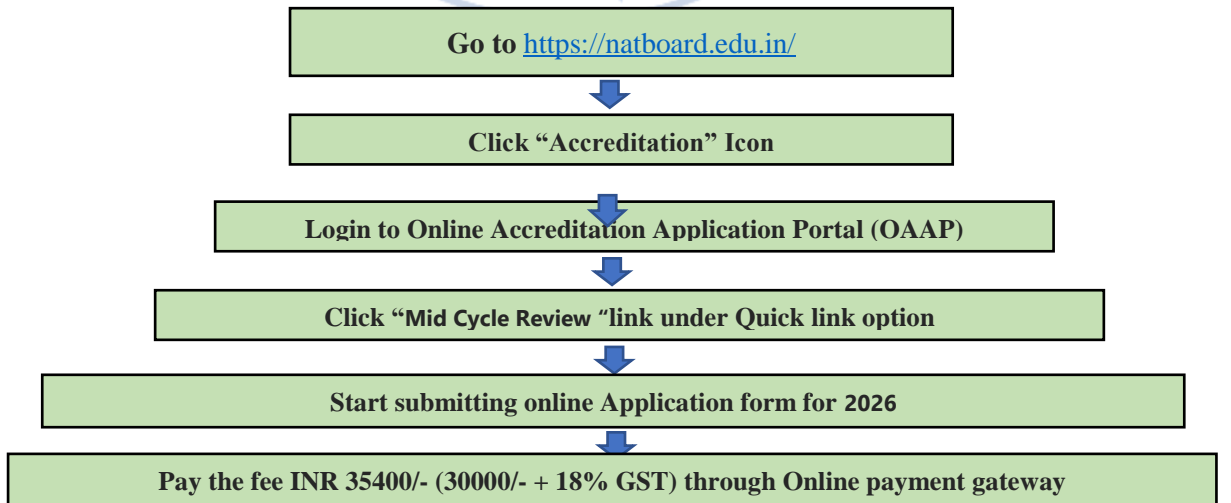 Go to https://natboard.edu.in/
Click “Accreditation” Icon
Login to Online Accreditation Application Portal (OAAP)
Click “Mid Cycle Review “link under Quick link option
Start submitting online Application form for 2026
Pay the fee INR 35400/- (30000/- + 18% GST) through Online payment gateway